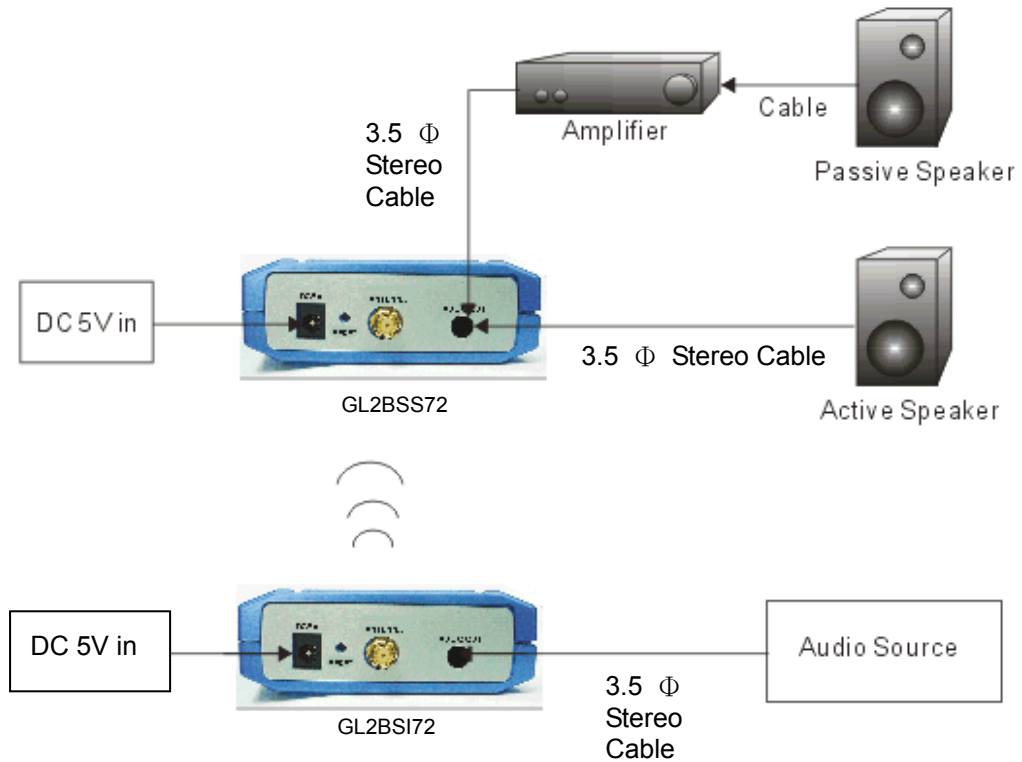 Amplifier
Cable
Passive Speaker
3.5 Φ
Stereo
Cable
DC 5V in
GL2BSS72
3.5 Φ Stereo Cable
Active Speaker
DC 5V in
GL2BSI72
3.5 Φ
Stereo
Cable
Audio Source